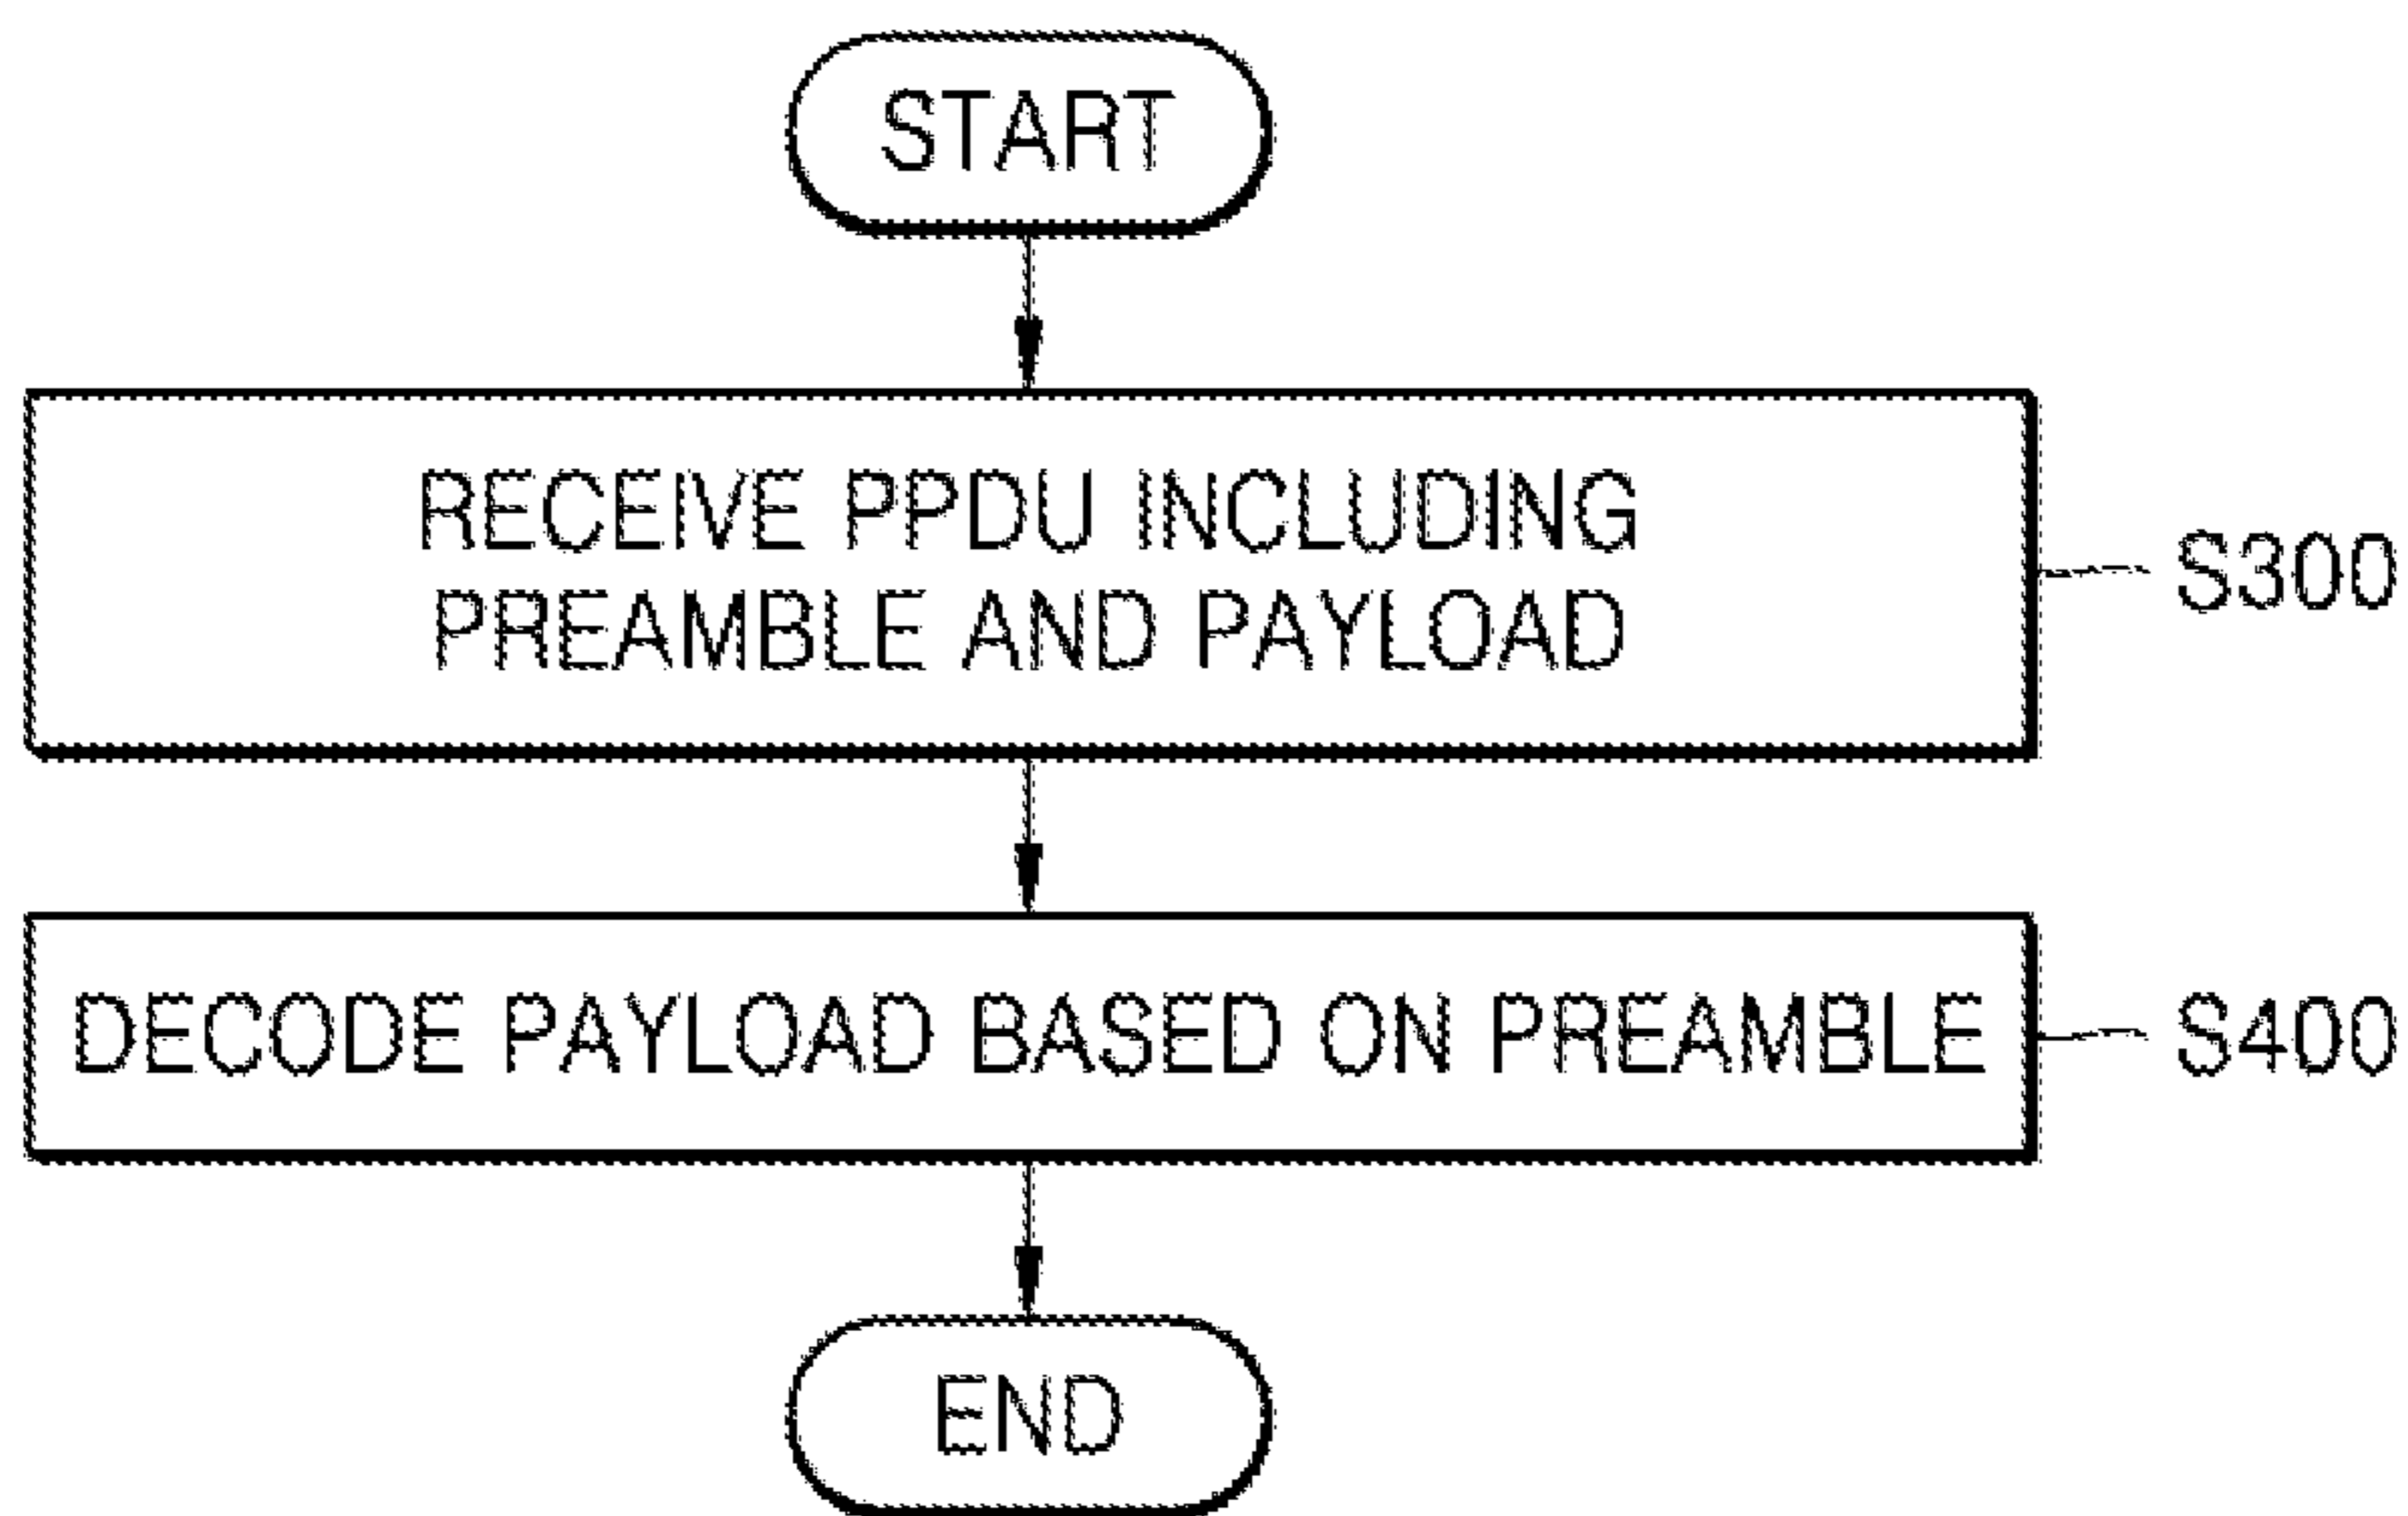 START
RECEIVE PPDU INCLUDING
PREAMBLE AND PAYLOAD
S300
DECODE PAYLOAD BASED ON PREAMBLE
S400
END